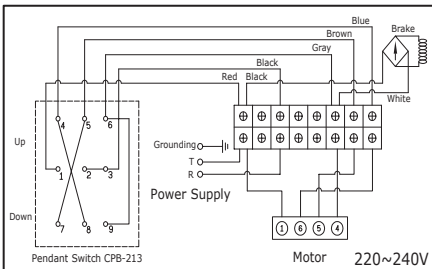 Blue
Brake
Brown
Gray
Black
Red Black
White
4 5 6
Up
1 2 3
Grounding
T
R
Power Supply
Down
7 8 9
1 6 5 4
Pendant Switch CPB-213
Motor 220~240V